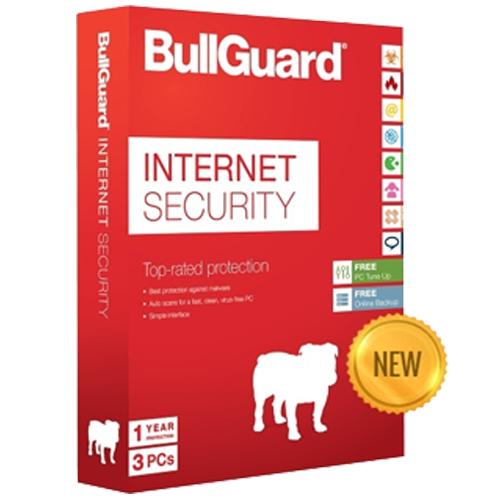 BullGuard®
INTERNET
SECURITY
Top-rated protection
• Best protection against malware
• Auto scans for a fast, clean, virus-free PC
• Simple interface
FREE
PC Tune Up
FREE
Online Backup
NEW
1 YEAR
PROTECTION
3 PCs
BullGuard®
INTERNET SECURITY